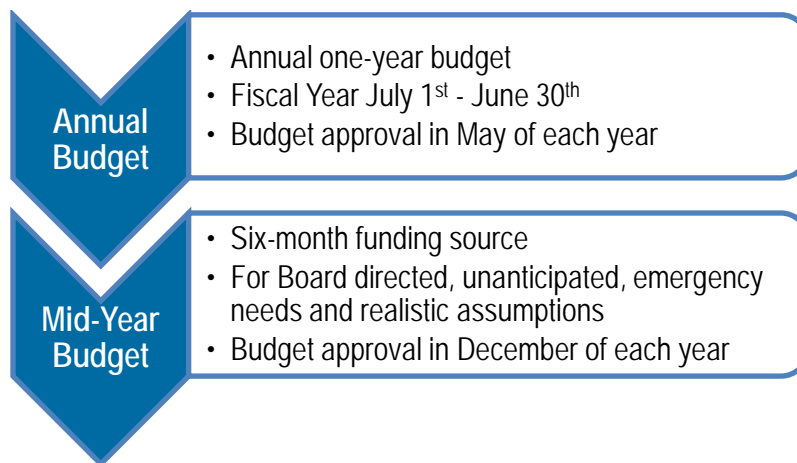 Annual
Budget
• Annual one-year budget
• Fiscal Year July 1st - June 30th
• Budget approval in May of each year
Mid-Year
Budget
• Six-month funding source
• For Board directed, unanticipated, emergency
needs and realistic assumptions
• Budget approval in December of each year